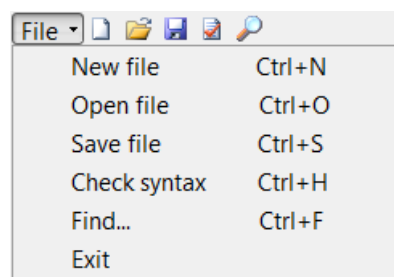 File
New file Ctrl+N
Open file Ctrl+O
Save file Ctrl+S
Check syntax Ctrl+H
Find... Ctrl+F
Exit